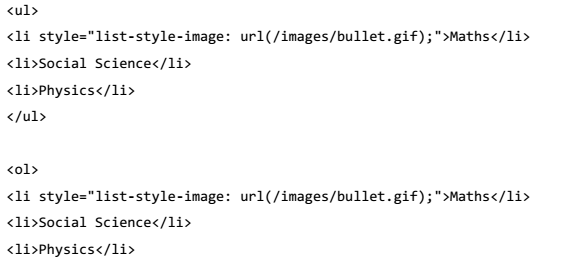 <ul>
<li style="list-style-image: url(/images/bullet.gif);">Maths</li>
<li>Social Science</li>
<li>Physics</li>
</ul>

<ol>
<li style="list-style-image: url(/images/bullet.gif);">Maths</li>
<li>Social Science</li>
<li>Physics</li>